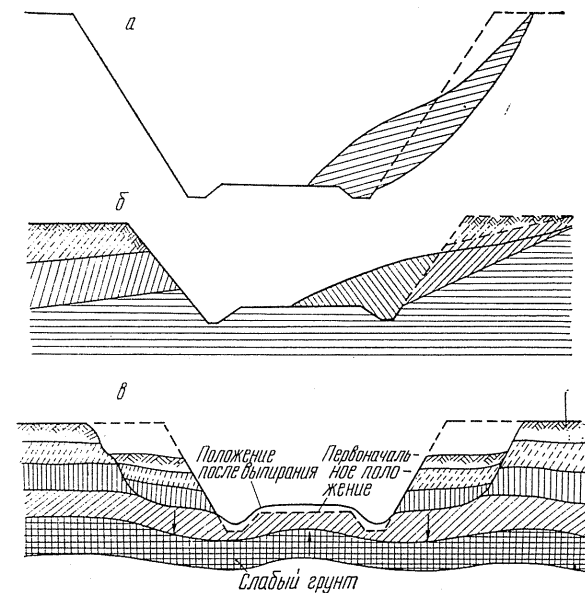 а
б
в
Положение
после выпирания
Первоначаль-
ное поло-
жение
Слабый грунт